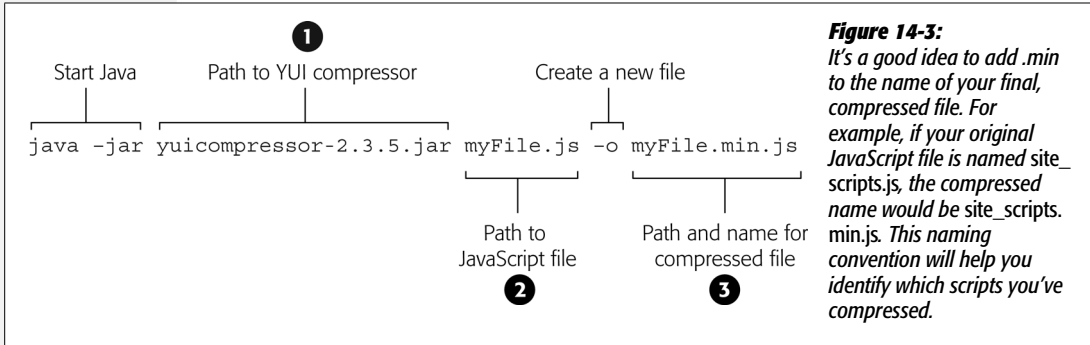 1
Start Java
Path to YUI compressor
Create a new file
java –jar yuicompressor-2.3.5.jar myFile.js –o myFile.min.js
Path to
JavaScript file
2
Path and name for
compressed file
3
Figure 14-3:
It's a good idea to add .min
to the name of your final,
compressed file. For
example, if your original
JavaScript file is named site_
scripts.js, the compressed
name would be site_scripts.
min.js. This naming
convention will help you
identify which scripts you've
compressed.